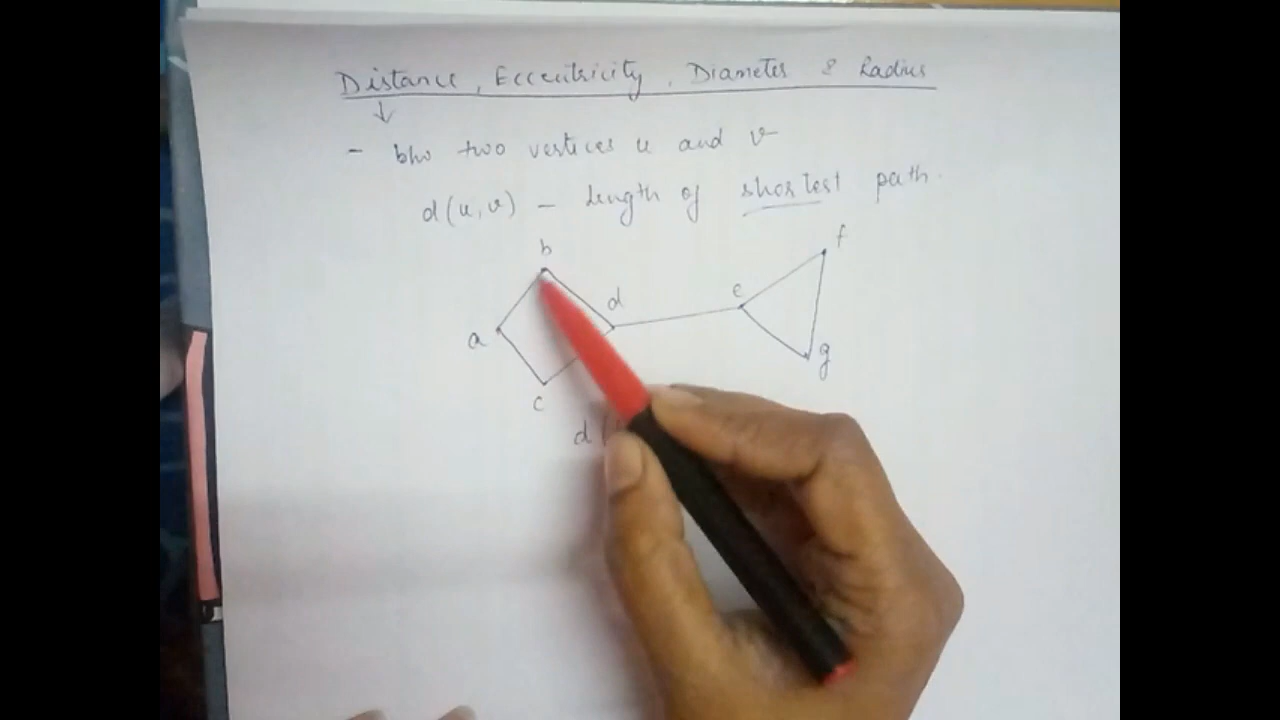 Distance, Eccentricity, Diameter & Radius
- b/w two vertices u and v
d(u,v) - length of shortest path.
b
f
d
e
a
g
c
d (